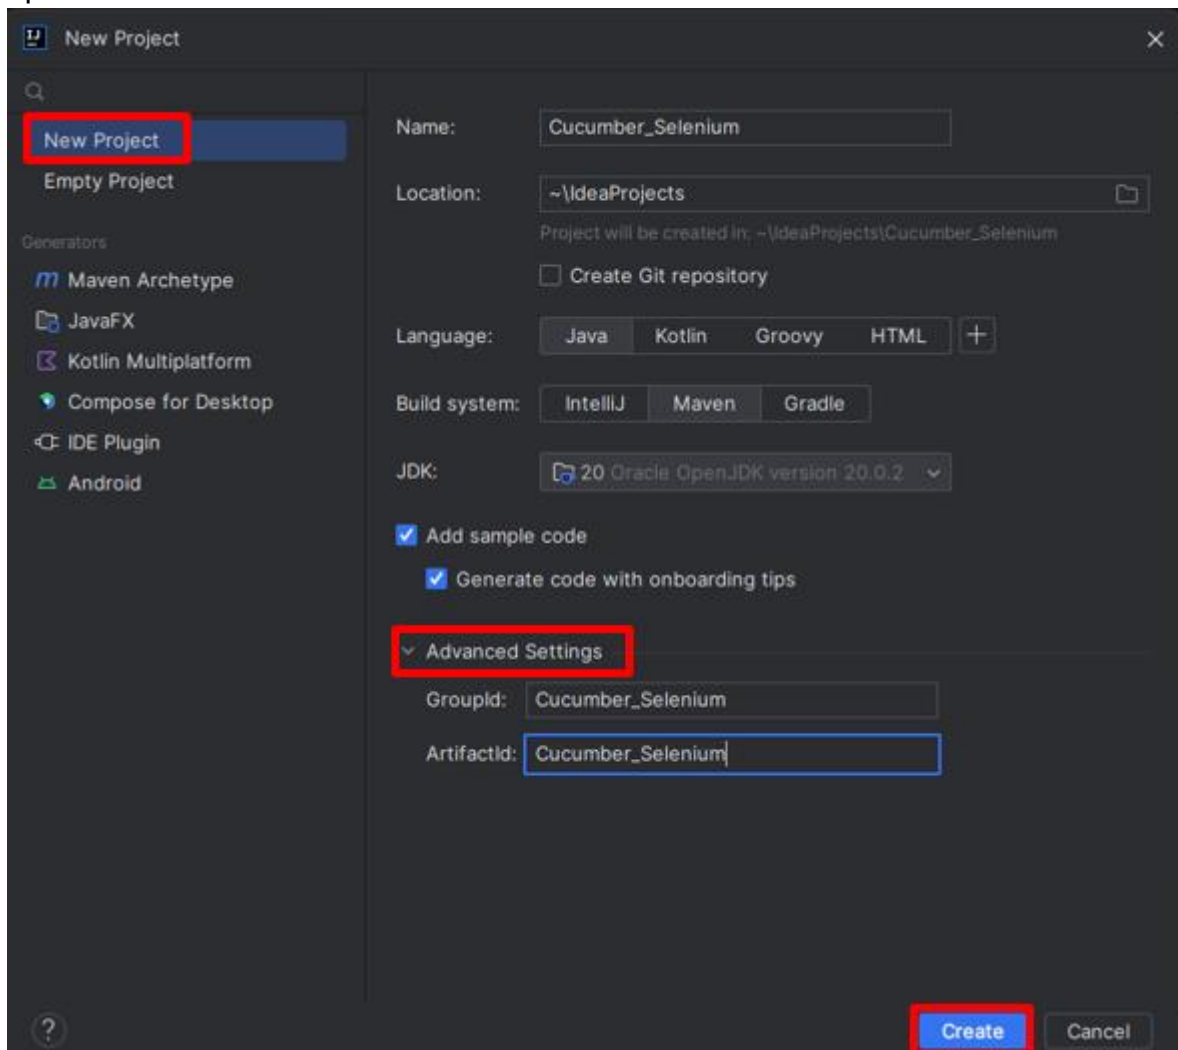 New Project
New Project
Empty Project
Generators
Maven Archetype
JavaFX
Kotlin Multiplatform
Compose for Desktop
IDE Plugin
Android
Name: Cucumber_Selenium
Location: ~\IdeaProjects
Project will be created in: ~\IdeaProjects\Cucumber_Selenium
Create Git repository
Language: Java Kotlin Groovy HTML +
Build system: IntelliJ Maven Gradle
JDK: 20 Oracle OpenJDK version 20.0.2
Add sample code
Generate code with onboarding tips
Advanced Settings
GroupId: Cucumber_Selenium
ArtifactId: Cucumber_Selenium
? Create Cancel